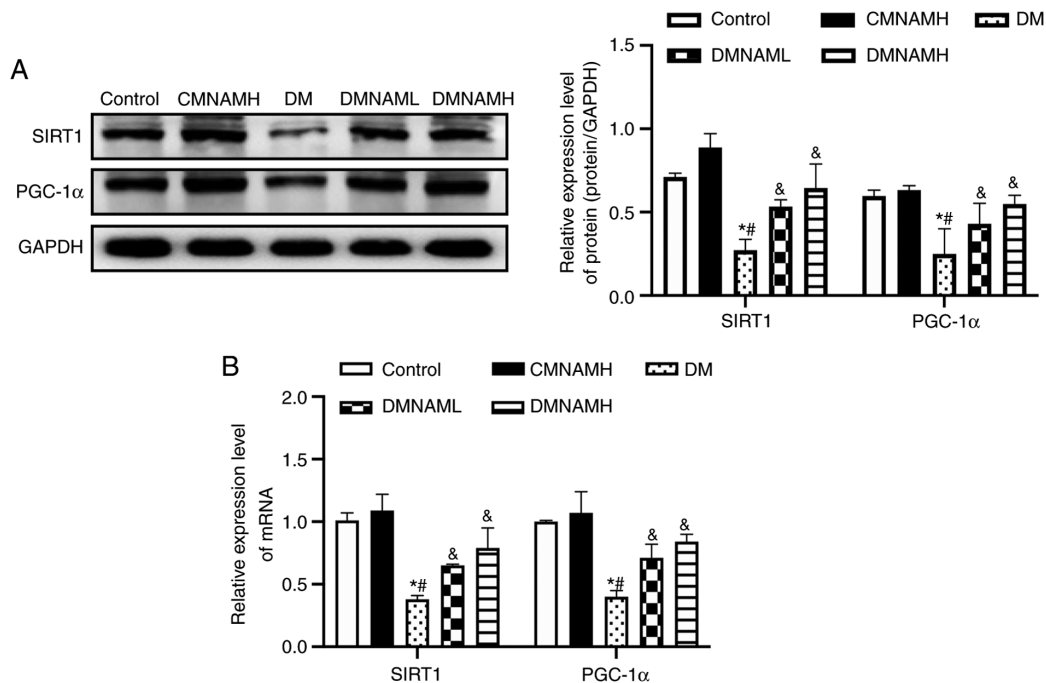 A
Control CMNAMH DM DMNAML DMNAMH
SIRT1
PGC-1α
GAPDH
Control CMNAMH DM
DMNAML DMNAMH
Relative expression level
of protein (protein/GAPDH)
1.5
1.0
0.5
0.0
*# & &
*# & &
SIRT1 PGC-1α
B
Control CMNAMH DM
DMNAML DMNAMH
Relative expression level
of mRNA
2.0
1.5
1.0
0.5
0.0
*# & &
*# & &
SIRT1 PGC-1α